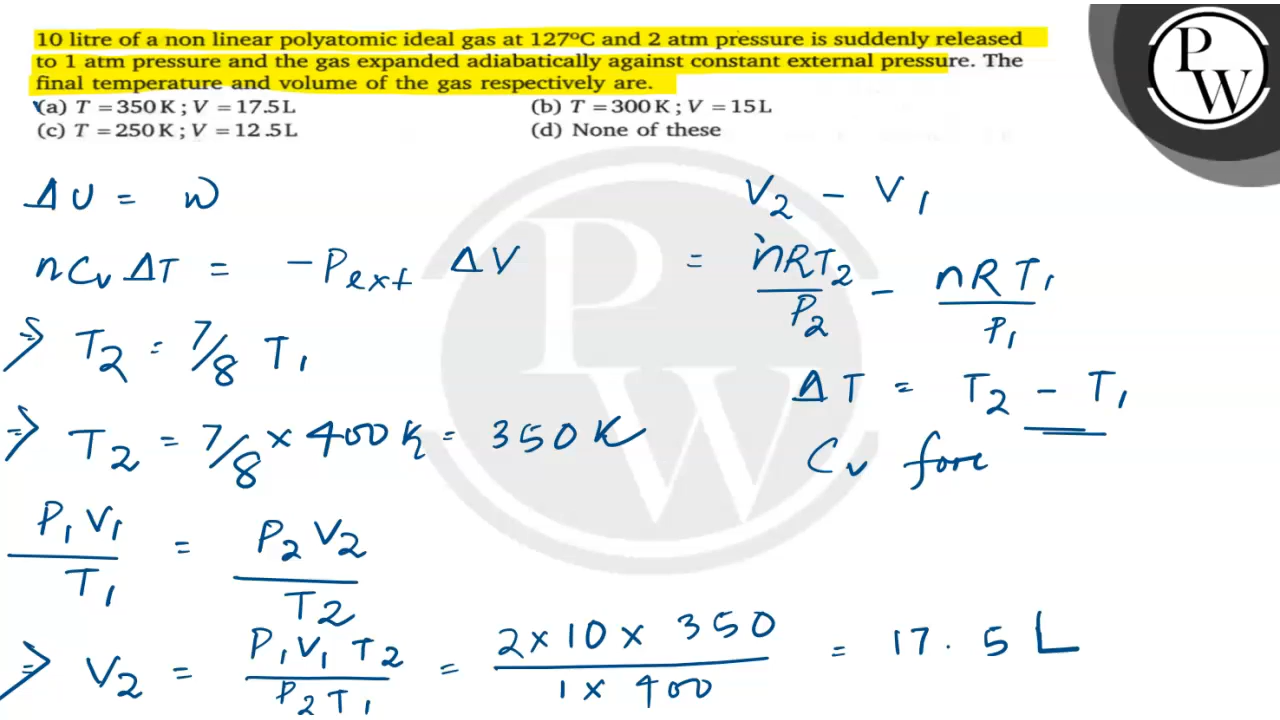 10 litre of a non linear polyatomic ideal gas at 127°C and 2 atm pressure is suddenly released
to 1 atm pressure and the gas expanded adiabatically against constant external pressure. The
final temperature and volume of the gas respectively are.
(a) T = 350 K ; V = 17.5 L (b) T = 300 K ; V = 15 L
(c) T = 250 K ; V = 12.5 L (d) None of these
P
W
ΔU = W
V₂ - V₁
nCv ΔT = -Pext ΔV
= nRT₂/P₂ - nRT₁/P₁
⇒ T₂ = 7/8 T₁
ΔT = T₂ - T₁
⇒ T₂ = 7/8 × 400 K = 350 K
Cv for
P₁V₁/T₁ = P₂V₂/T₂
⇒ V₂ = P₁V₁T₂/P₂T₁ = 2×10×350/1×400 = 17.5 L
P
W